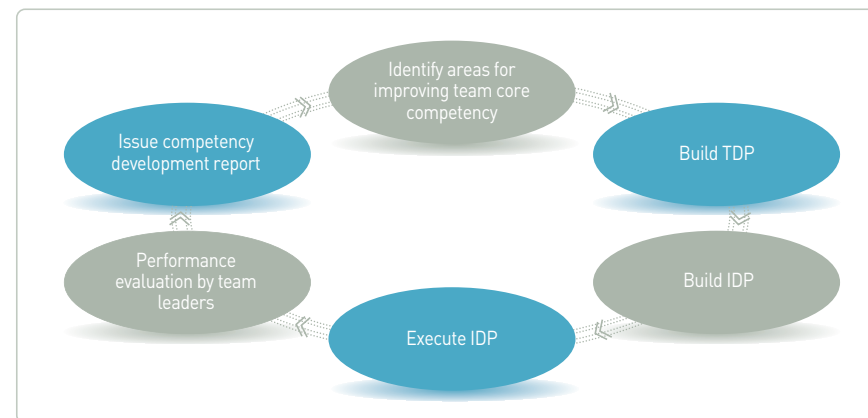 Identify areas for
improving team core
competency
Issue competency
development report
Build TDP
Performance
evaluation by team
leaders
Build IDP
Execute IDP